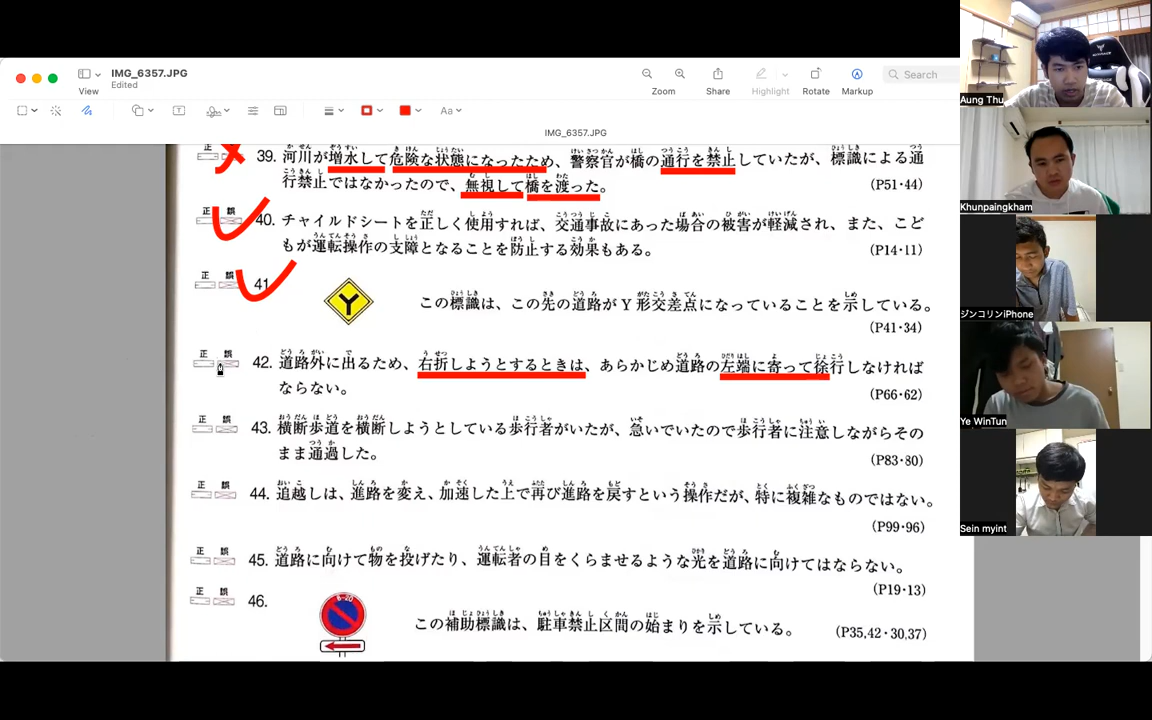 IMG_6357.JPG
Edited
View
Zoom
Share
Highlight
Rotate
Markup
Search
Aa
IMG_6357.JPG
正 39. 河川が増水して危険な状態になったため、警察官が橋の通行を禁止していたが、標識による通
行禁止ではなかったので、無視して橋を渡った。
(P51・44)
正 誤 40. チャイルドシートを正しく使用すれば、交通事故にあった場合の被害が軽減され、また、こど
もが運転操作の支障となることを防止する効果もある。
(P14・11)
正 誤 41
Y
この標識は、この先の道路がY形交差点になっていることを示している。
(P41・34)
正 誤 42. 道路外に出るため、右折しようとするときは、あらかじめ道路の左端に寄って徐行しなければ
ならない。
(P66・62)
正 誤 43. 横断歩道を横断しようとしている歩行者がいたが、急いでいたので歩行者に注意しながらその
まま通過した。
(P83・80)
正 誤 44. 追越しは、進路を変え、加速した上で再び進路を戻すという操作だが、特に複雑なものではない。
(P99・96)
正 誤 45. 道路に向けて物を投げたり、運転者の目をくらませるような光を道路に向けてはならない。
(P19・13)
正 誤 46.
8-20
この補助標識は、駐車禁止区間の始まりを示している。
(P35,42・30,37)
Aung Thu
Khunpaingkham
ジンコリンiPhone
Ye WinTun
Sein myint